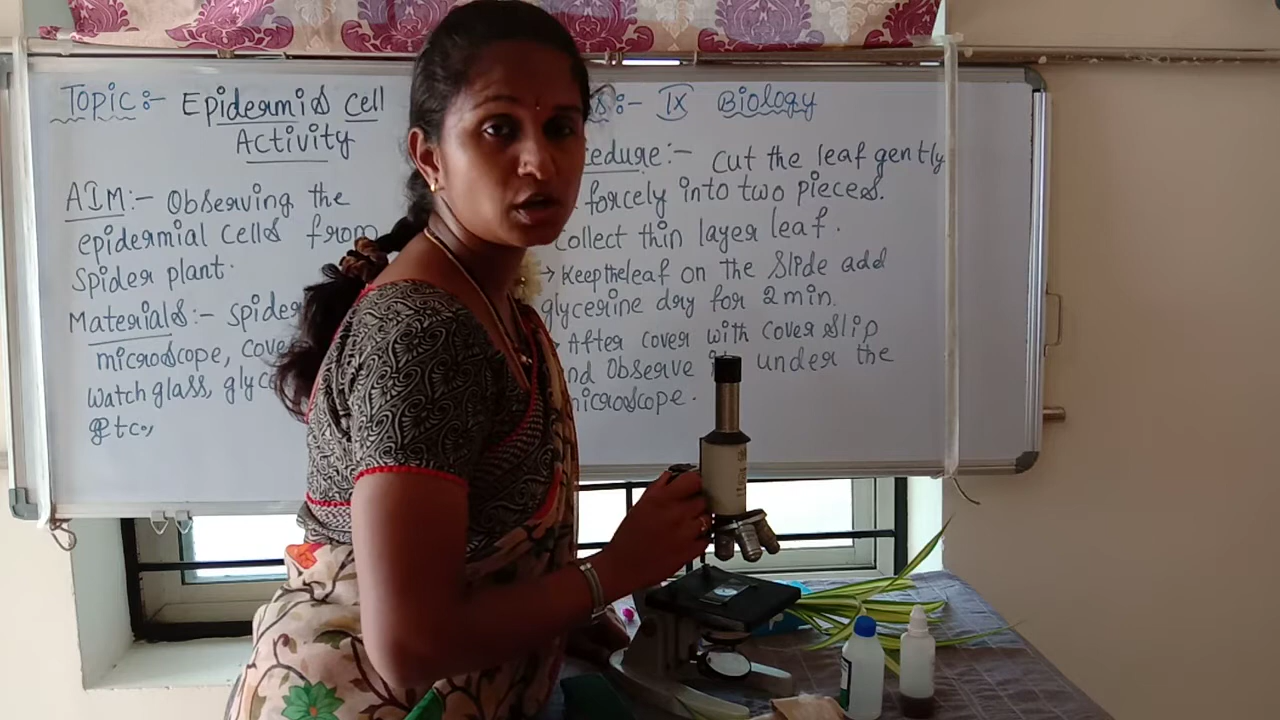 Topic:- Epidermis cell
Activity
AIM:- Observing the
epidermial cells from
Spider plant.
Materials:- spider
microscope, cove
watch glass, glyc
etc.,
s:- IX Biology
cedure:- cut the leaf gently
forcely into two pieces.
collect thin layer leaf.
→ Keep the leaf on the slide add
glycerine dry for 2 min.
After cover with cover slip
nd observe under the
microscope.